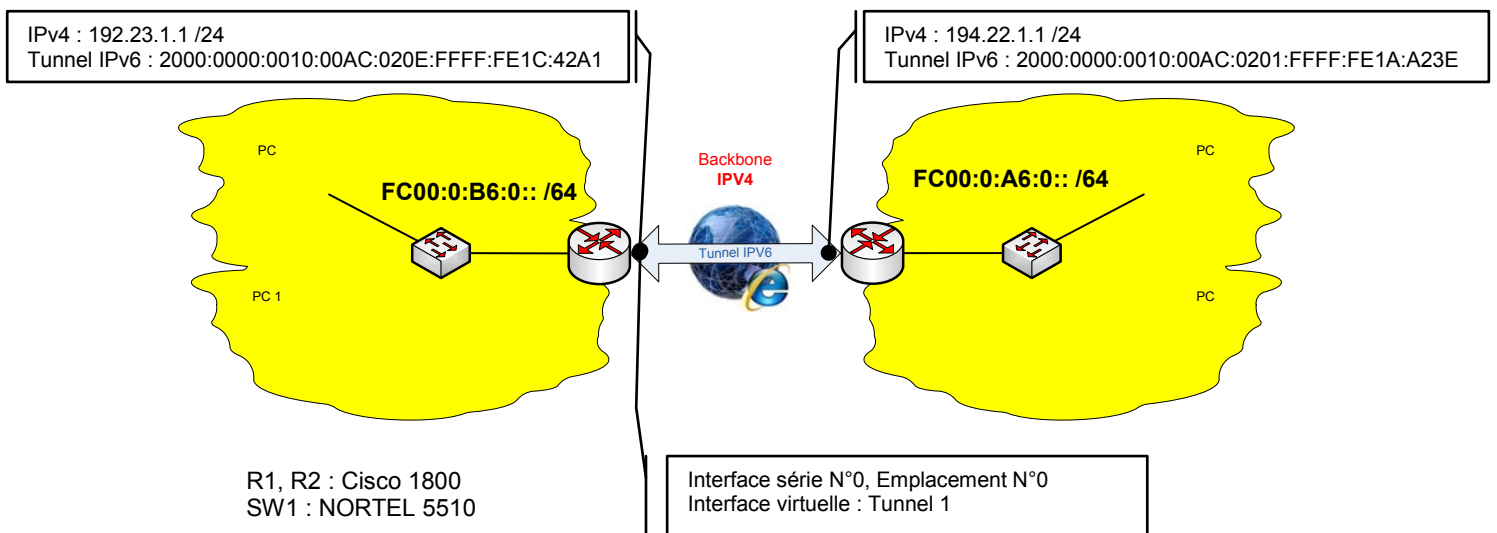 IPv4 : 192.23.1.1 /24
Tunnel IPv6 : 2000:0000:0010:00AC:020E:FFFF:FE1C:42A1
IPv4 : 194.22.1.1 /24
Tunnel IPv6 : 2000:0000:0010:00AC:0201:FFFF:FE1A:A23E
PC
FC00:0:B6:0:: /64
PC 1
Backbone
IPV4
Tunnel IPV6
PC
FC00:0:A6:0:: /64
PC
R1, R2 : Cisco 1800
SW1 : NORTEL 5510
Interface série N°0, Emplacement N°0
Interface virtuelle : Tunnel 1